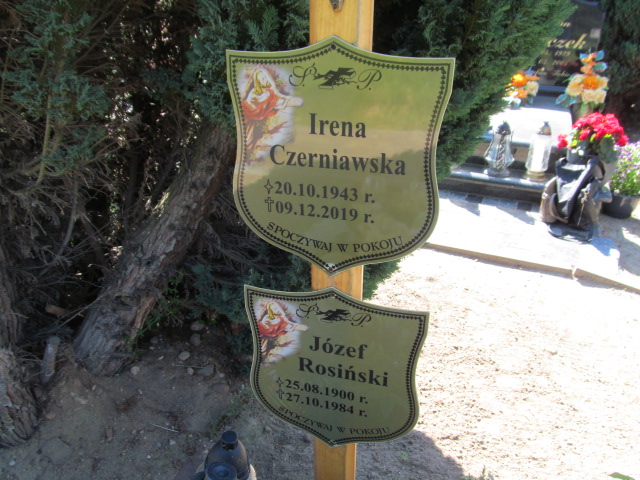 Ś. P.
Irena
Czerniawska
20.10.1943 r.
09.12.2019 r.
SPOCZYWAJ W POKOJU
Ś. P.
Józef
Rosiński
25.08.1900 r.
27.10.1984 r.
SPOCZYWAJ W POKOJU